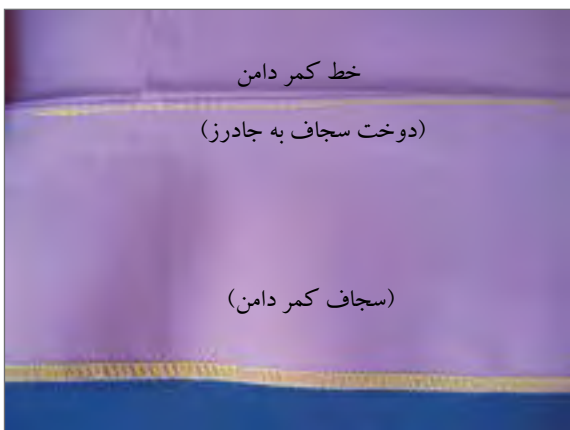 خط کمر دامن
(دوخت سجاف به جادرز)
(سجاف کمر دامن)